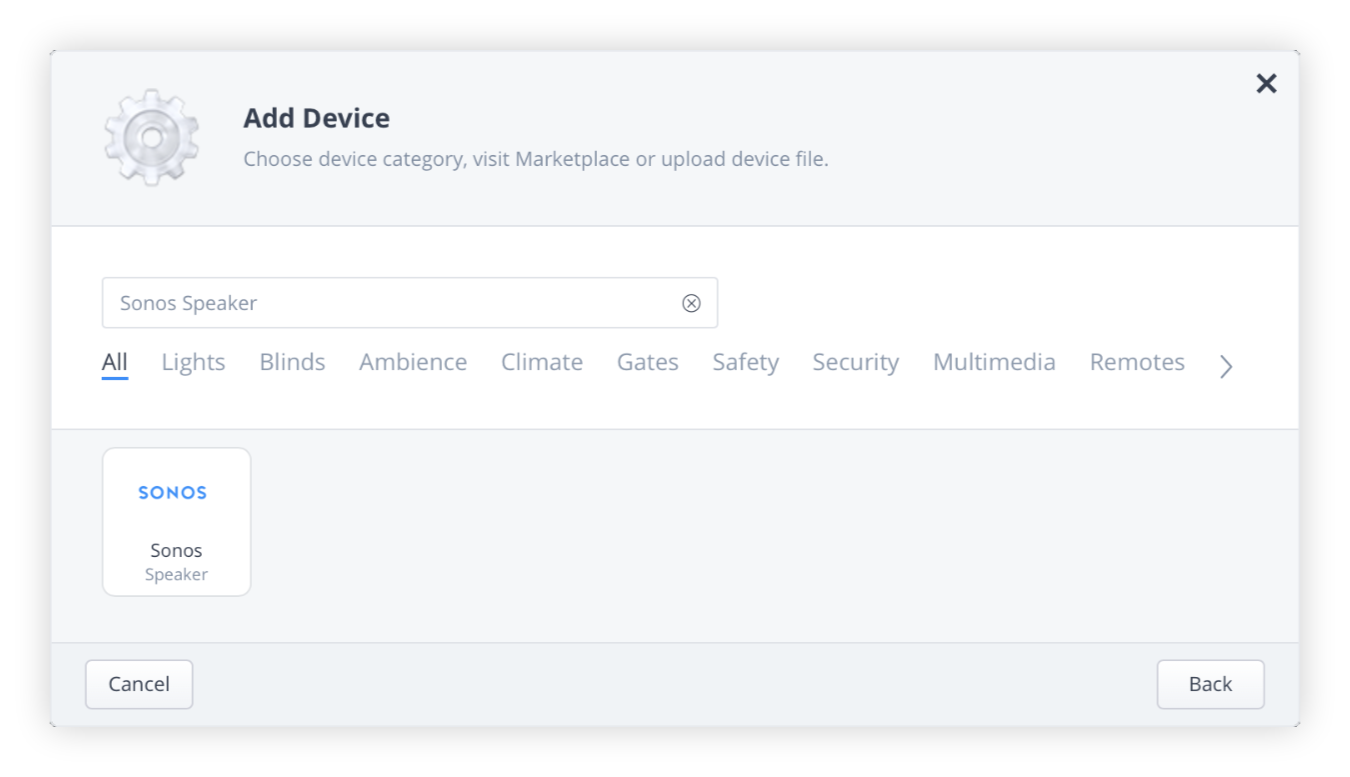 Add Device
Choose device category, visit Marketplace or upload device file.
Sonos Speaker
All Lights Blinds Ambience Climate Gates Safety Security Multimedia Remotes
SONOS
Sonos
Speaker
Cancel Back